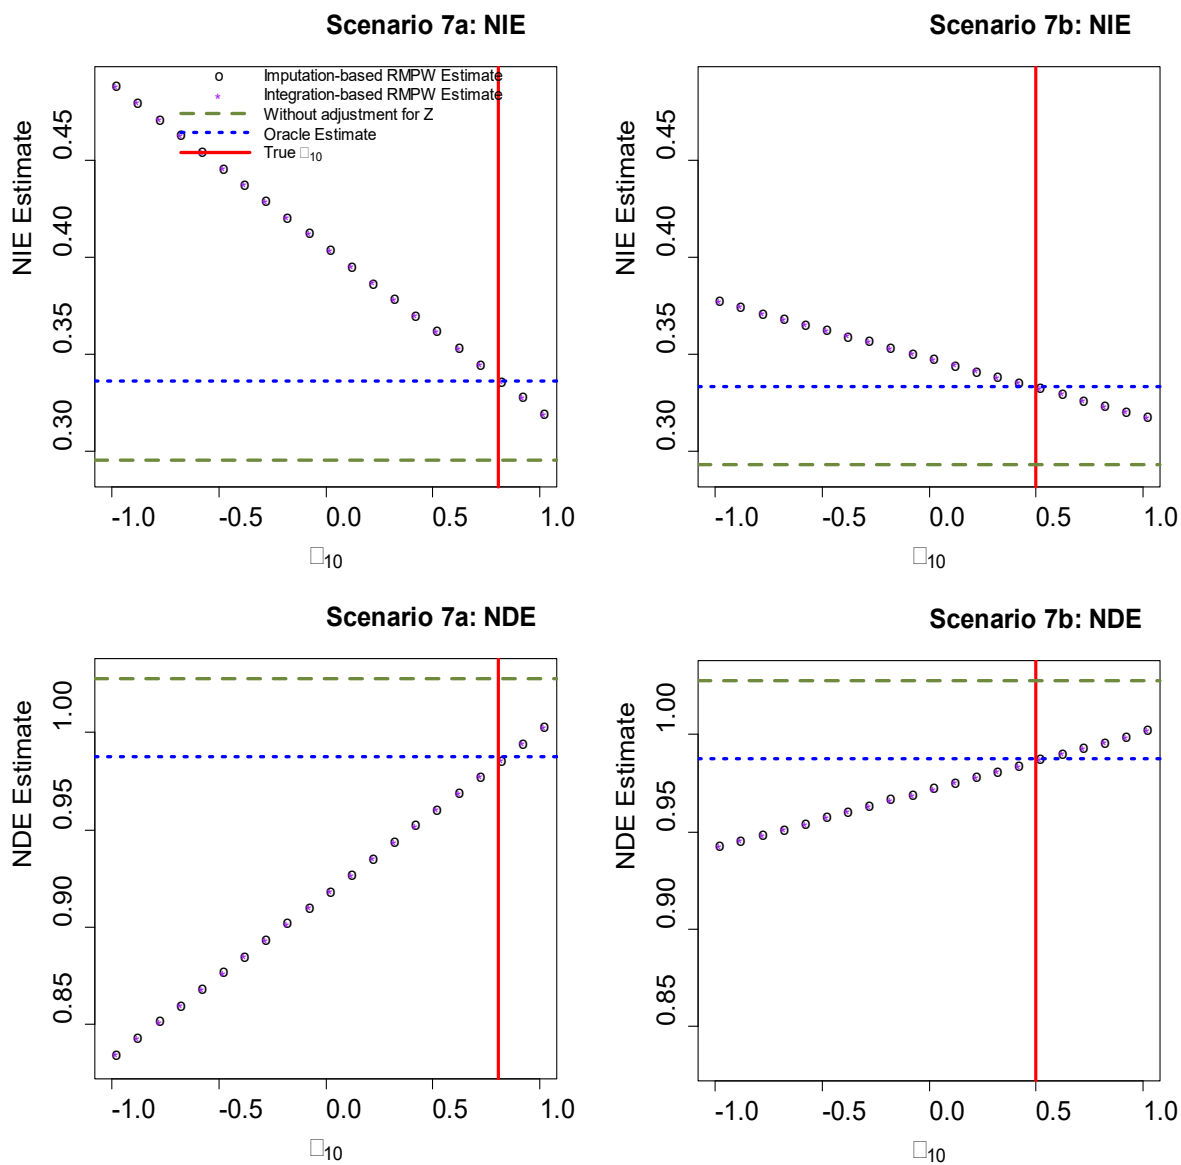 Scenario 7a: NIE
Imputation-based RMPW Estimate
Integration-based RMPW Estimate
Without adjustment for Z
Oracle Estimate
True □10
NIE Estimate
0.45
0.40
0.35
0.30
-1.0 -0.5 0.0 0.5 1.0
□10
Scenario 7b: NIE
NIE Estimate
0.45
0.40
0.35
0.30
-1.0 -0.5 0.0 0.5 1.0
□10
Scenario 7a: NDE
NDE Estimate
1.00
0.95
0.90
0.85
-1.0 -0.5 0.0 0.5 1.0
□10
Scenario 7b: NDE
NDE Estimate
1.00
0.95
0.90
0.85
-1.0 -0.5 0.0 0.5 1.0
□10